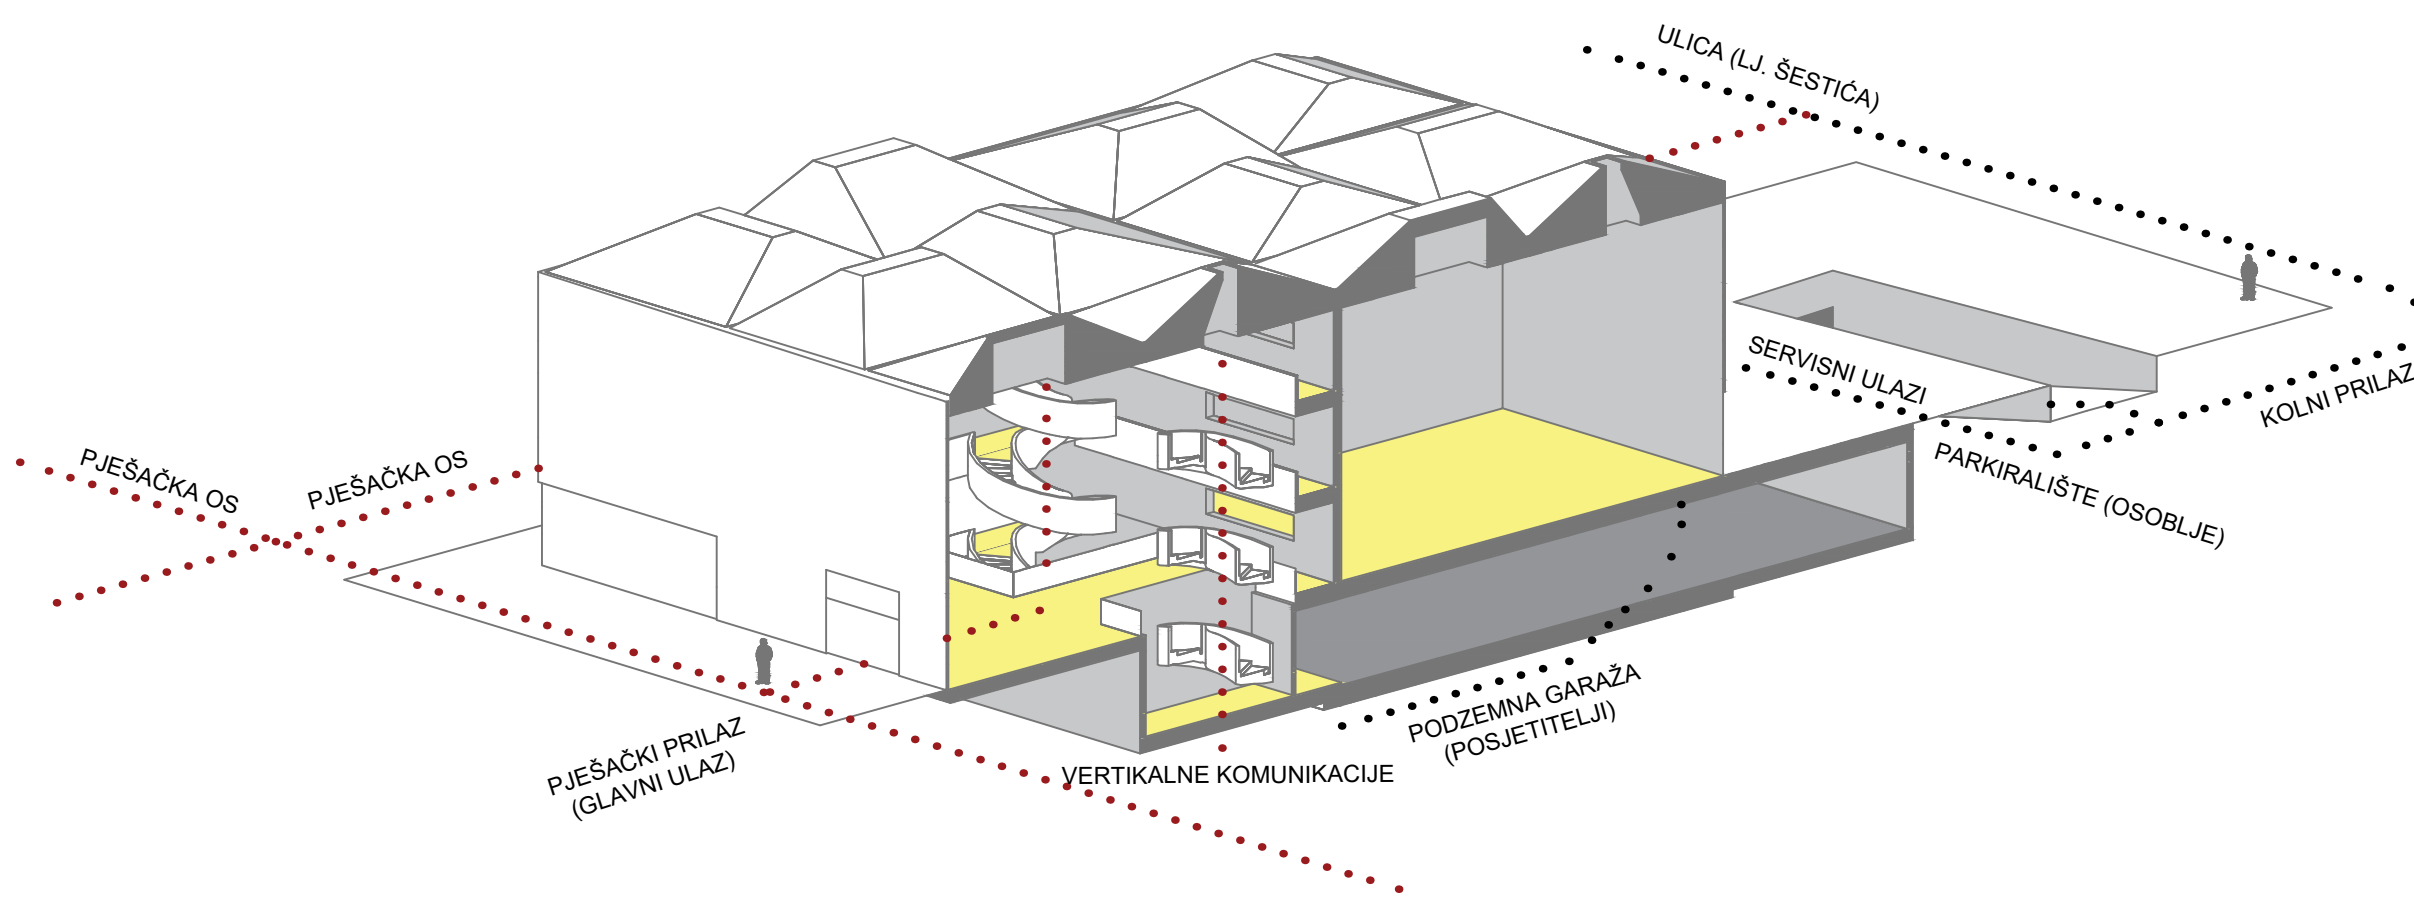 ULICA (LJ. ŠESTIĆA)
SERVISNI ULAZI
KOLNI PRILAZ
PARKIRALIŠTE (OSOBLJE)
PJEŠAČKA OS
PJEŠAČKA OS
PODZEMNA GARAŽA
(POSJETITELJI)
PJEŠAČKI PRILAZ
(GLAVNI ULAZ)
VERTIKALNE KOMUNIKACIJE